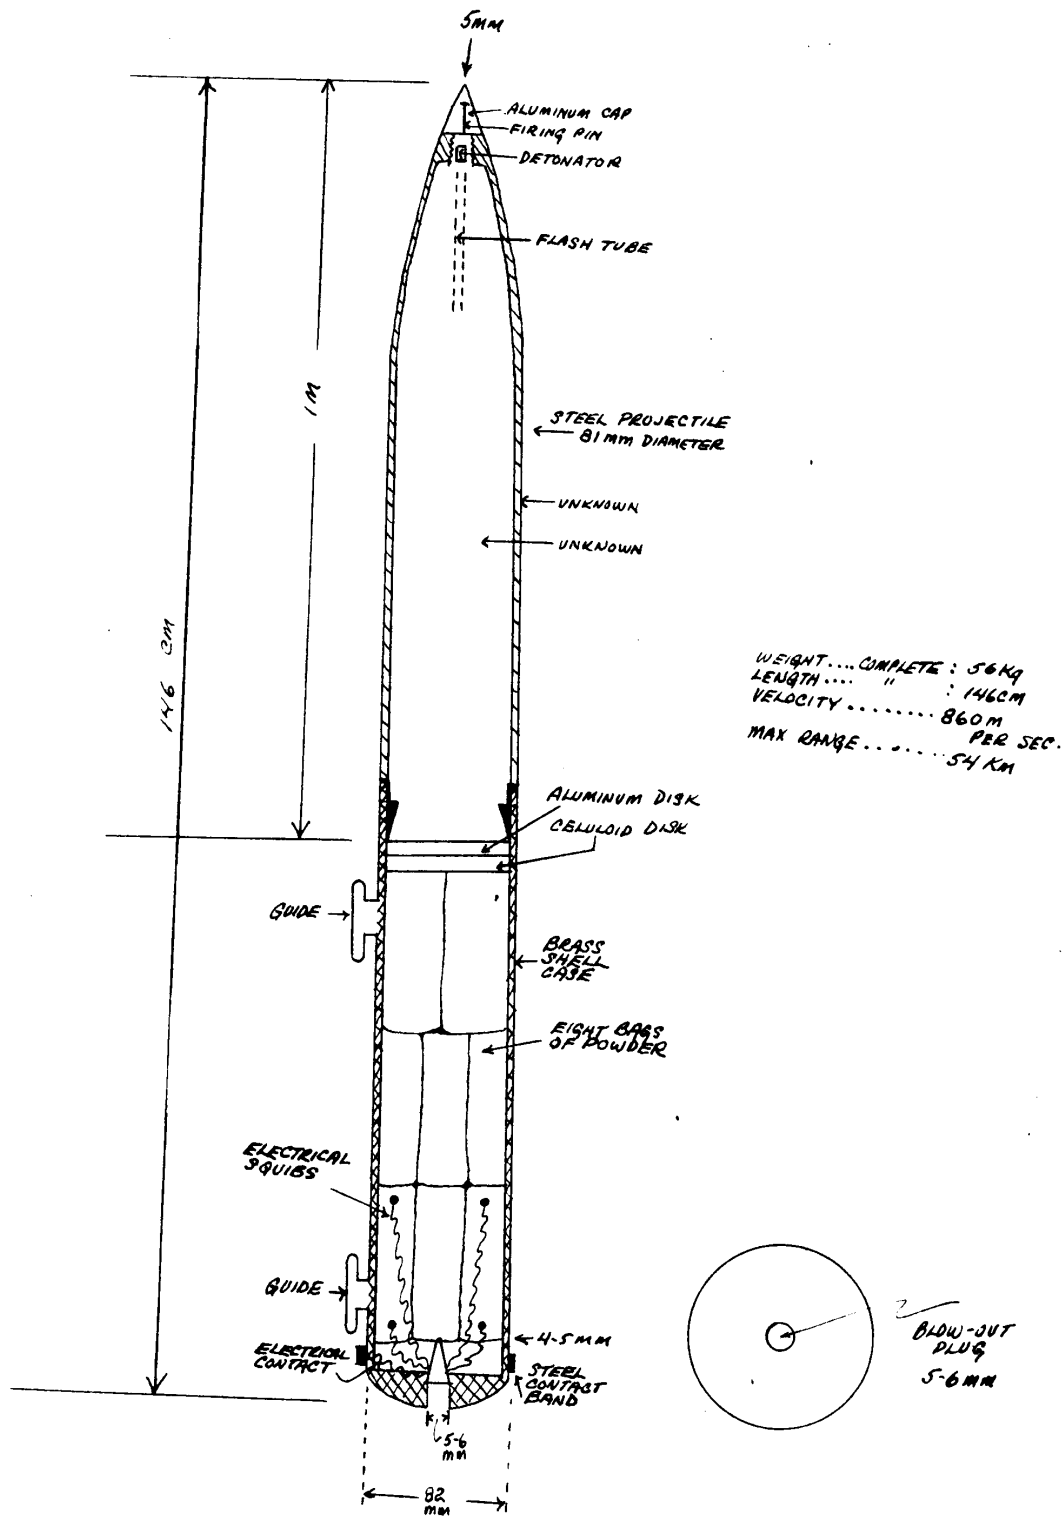 5MM
ALUMINUM CAP
FIRING PIN
DETONATOR
FLASH TUBE
1M
STEEL PROJECTILE
81MM DIAMETER
UNKNOWN
UNKNOWN
146 CM
WEIGHT .... COMPLETE : 56Kg
LENGTH .... " : 146CM
VELOCITY ........ 860M
PER SEC.
MAX RANGE ........ 54 KM
ALUMINUM DISK
CELULOID DISK
GUIDE
BRASS
SHELL
CASE
EIGHT BAGS
OF POWDER
ELECTRICAL
SQUIBS
GUIDE
4-5MM
ELECTRICAL
CONTACT
STEEL
CONTACT
BAND
BLOW-OUT
PLUG
5-6mm
5-6
mm
82
mm